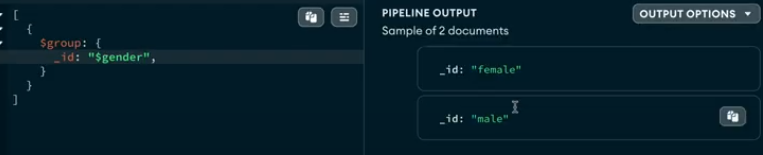 [
{
$group: {
_id: "$gender",
}
}
]
PIPELINE OUTPUT
OUTPUT OPTIONS
Sample of 2 documents
_id: "female"
_id: "male"